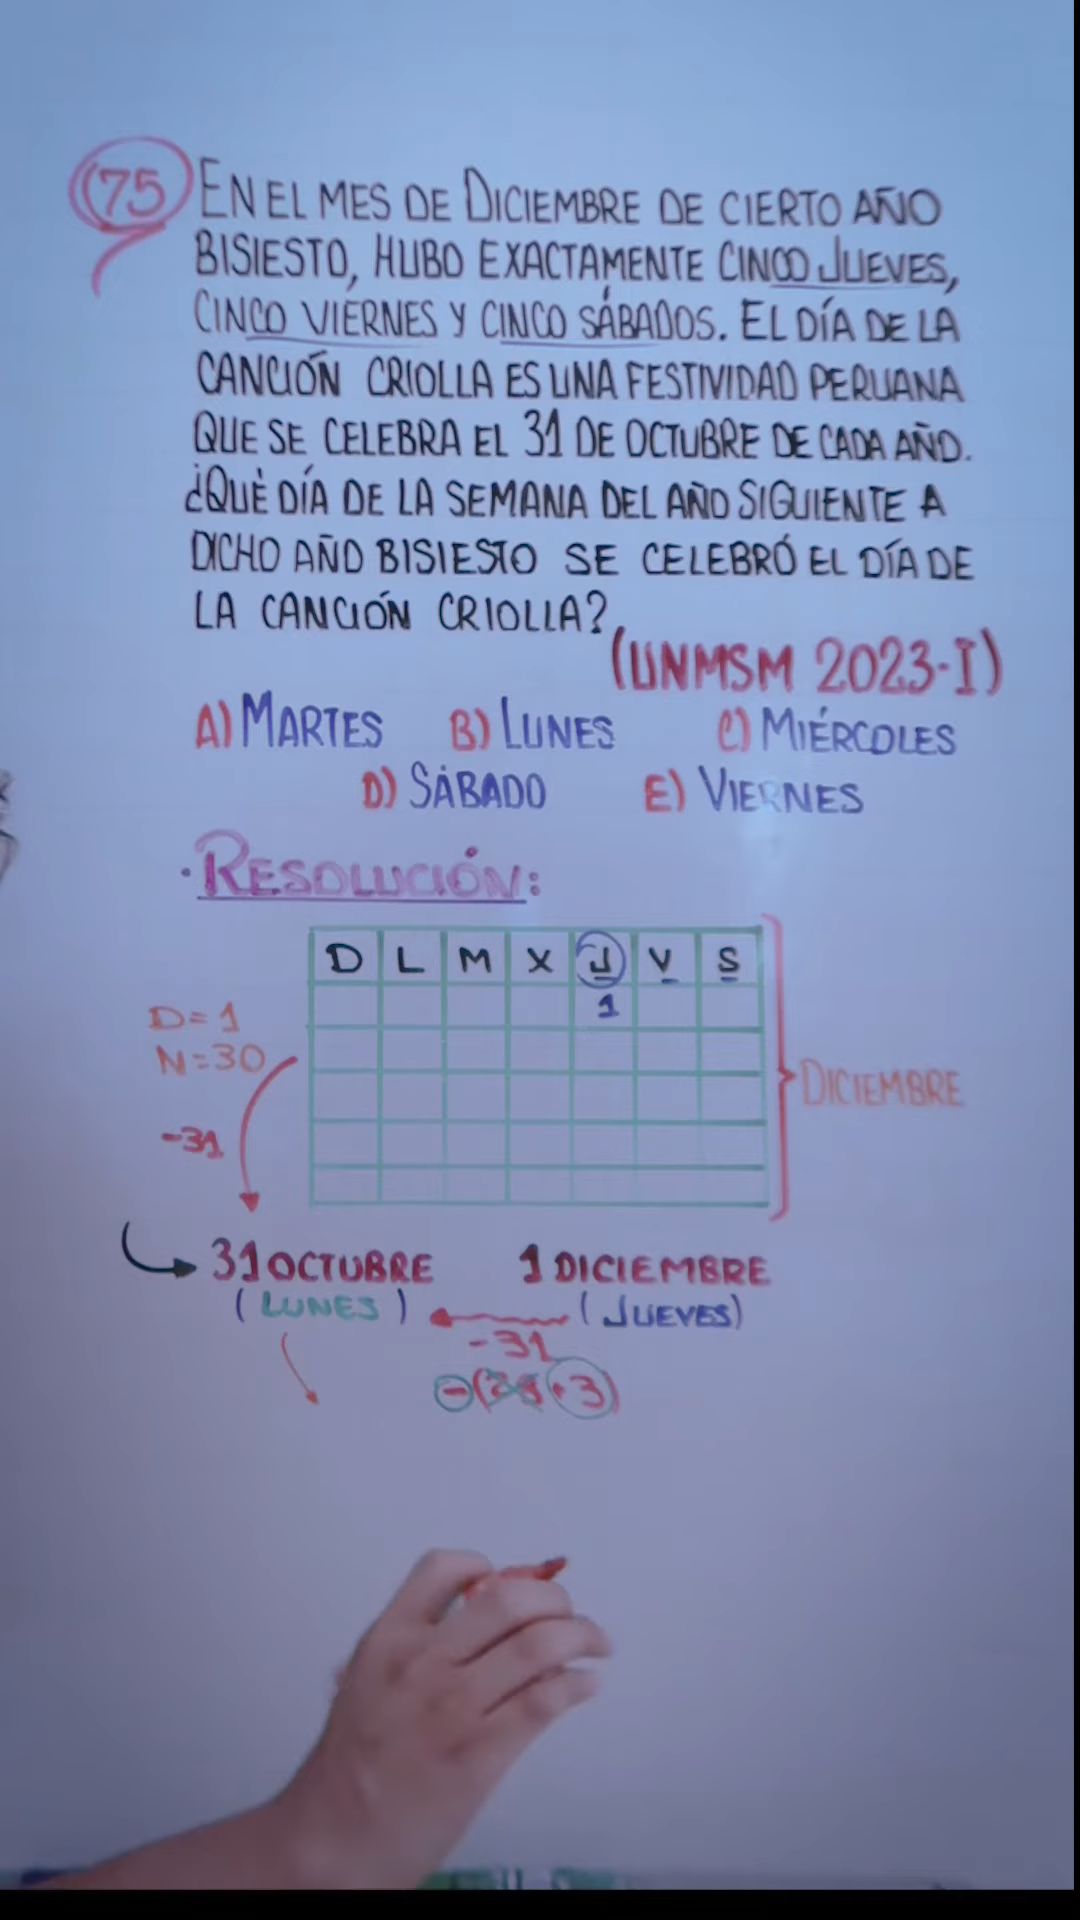 75 EN EL MES DE DICIEMBRE DE CIERTO AÑO
BISIESTO, HUBO EXACTAMENTE CINCO JUEVES,
CINCO VIERNES Y CINCO SÁBADOS. EL DÍA DE LA
CANCIÓN CRIOLLA ES UNA FESTIVIDAD PERUANA
QUE SE CELEBRA EL 31 DE OCTUBRE DE CADA AÑO.
¿QUÈ DÍA DE LA SEMANA DEL AÑO SIGUIENTE A
DICHO AÑO BISIESTO SE CELEBRÓ EL DÍA DE
LA CANCIÓN CRIOLLA?
(UNMSM 2023-I)
A) MARTES B) LUNES C) MIÉRCOLES
D) SÁBADO E) VIERNES
· RESOLUCIÓN:
D L M X J V S
1
D=1
N=30
-31
DICIEMBRE
31 OCTUBRE 1 DICIEMBRE
(LUNES) (JUEVES)
-31
-(28+3)